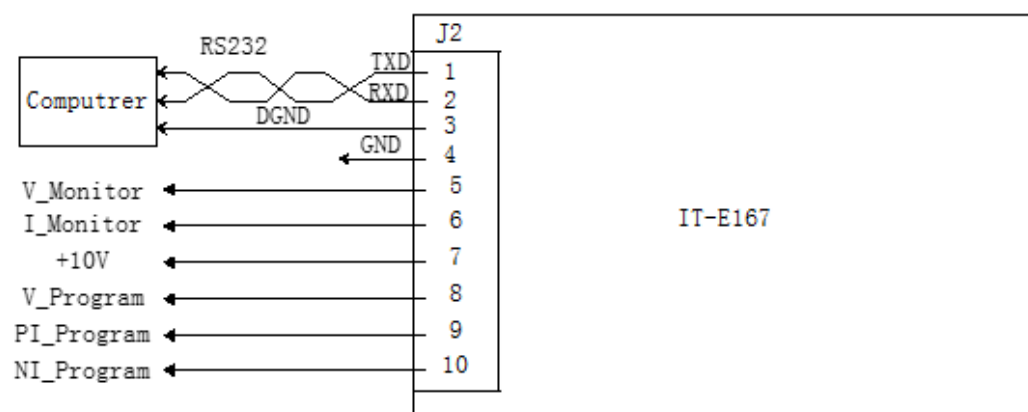 J2
RS232
TXD
1
Computrer
RXD
2
DGND
3
GND
4
V_Monitor
5
I_Monitor
6
IT-E167
+10V
7
V_Program
8
PI_Program
9
NI_Program
10